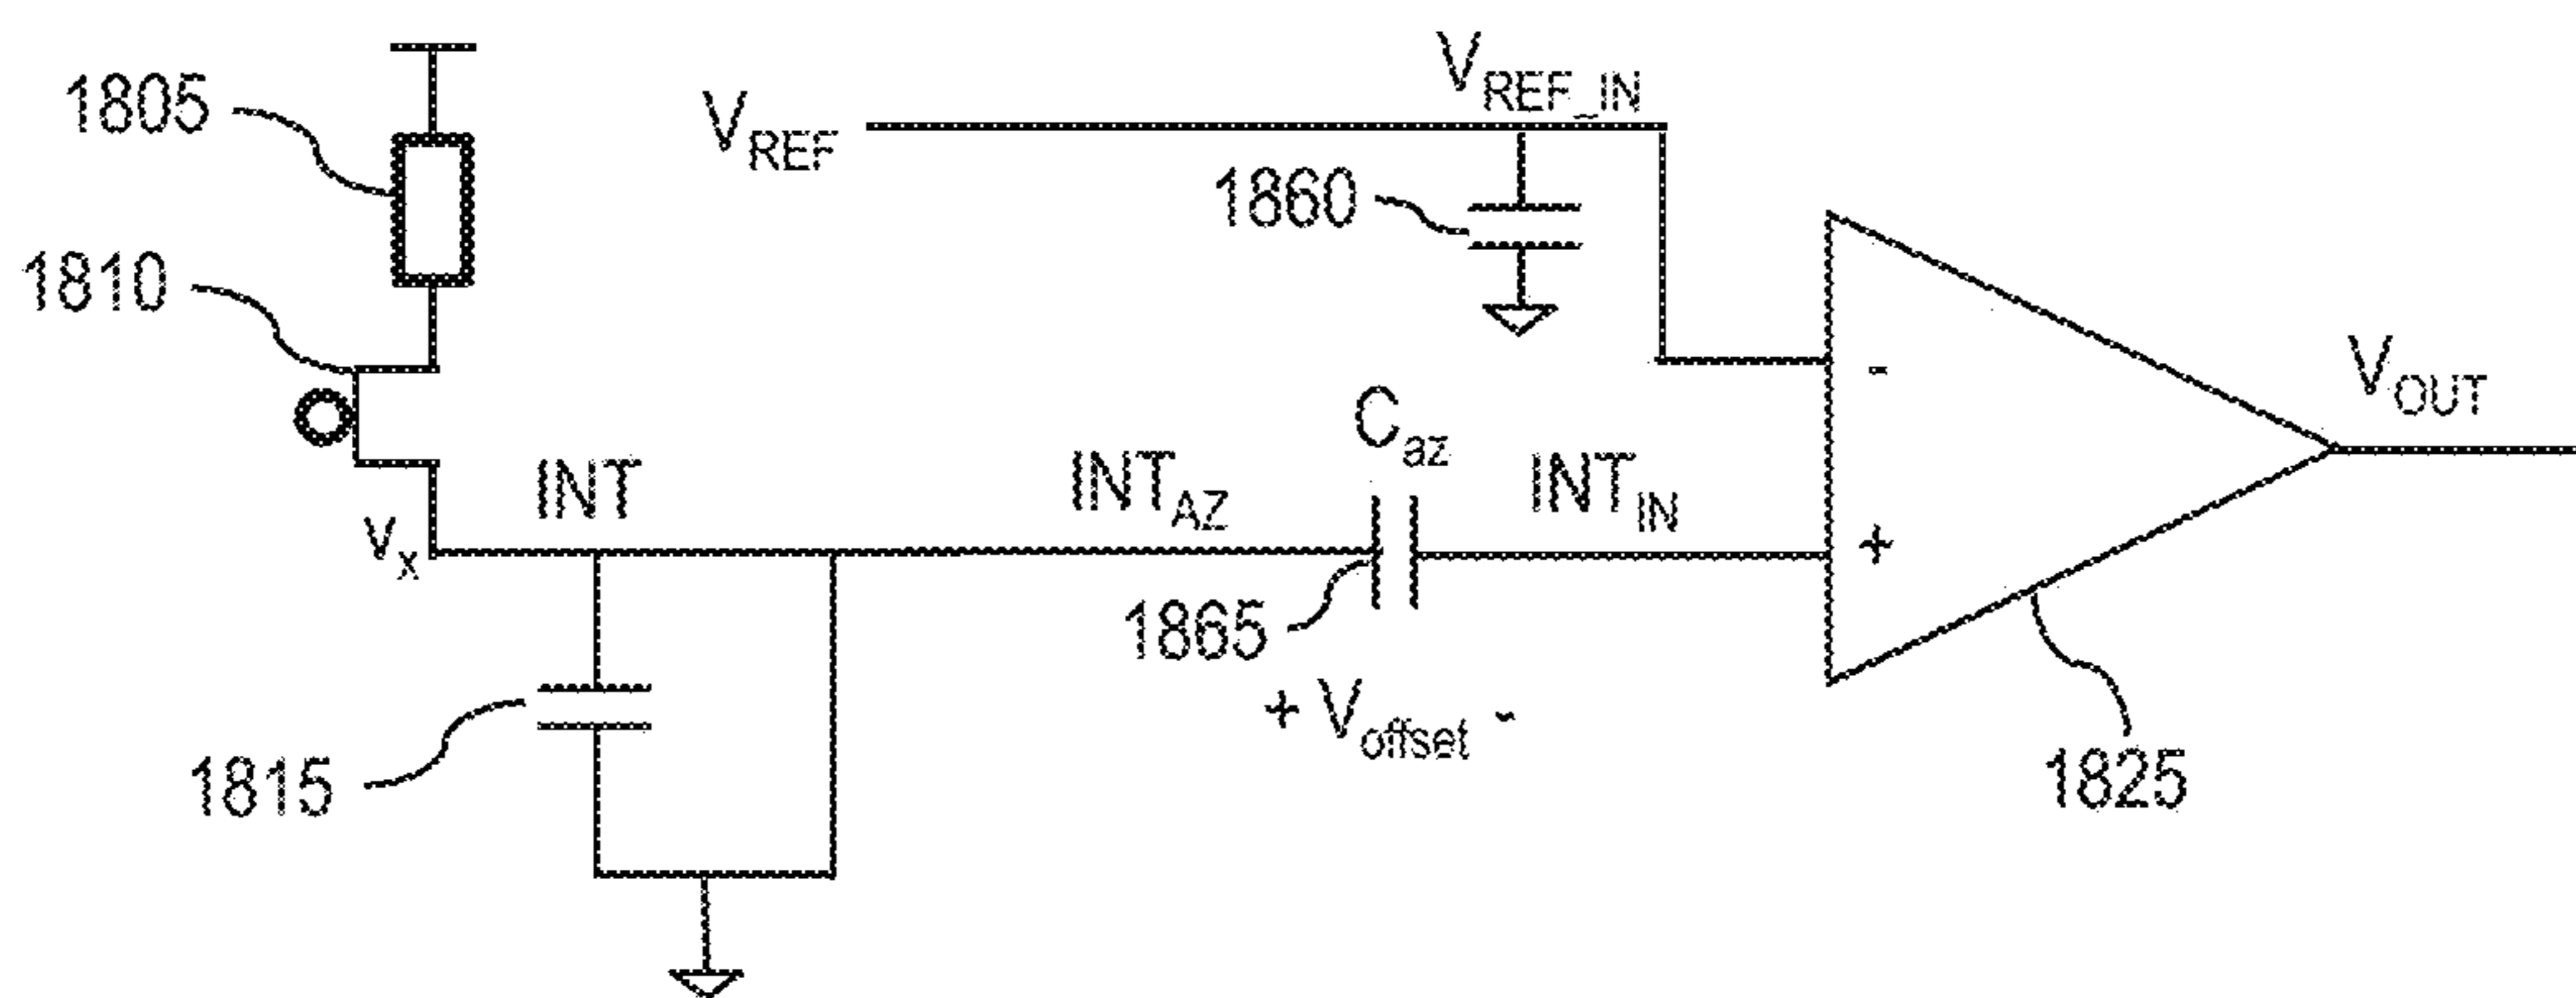 1805
V_REF_IN
V_REF
1860
1810
-
V_OUT
C_az
INT
INT_AZ
INT_IN
V_x
+
1865
+ V_offset -
1815
1825